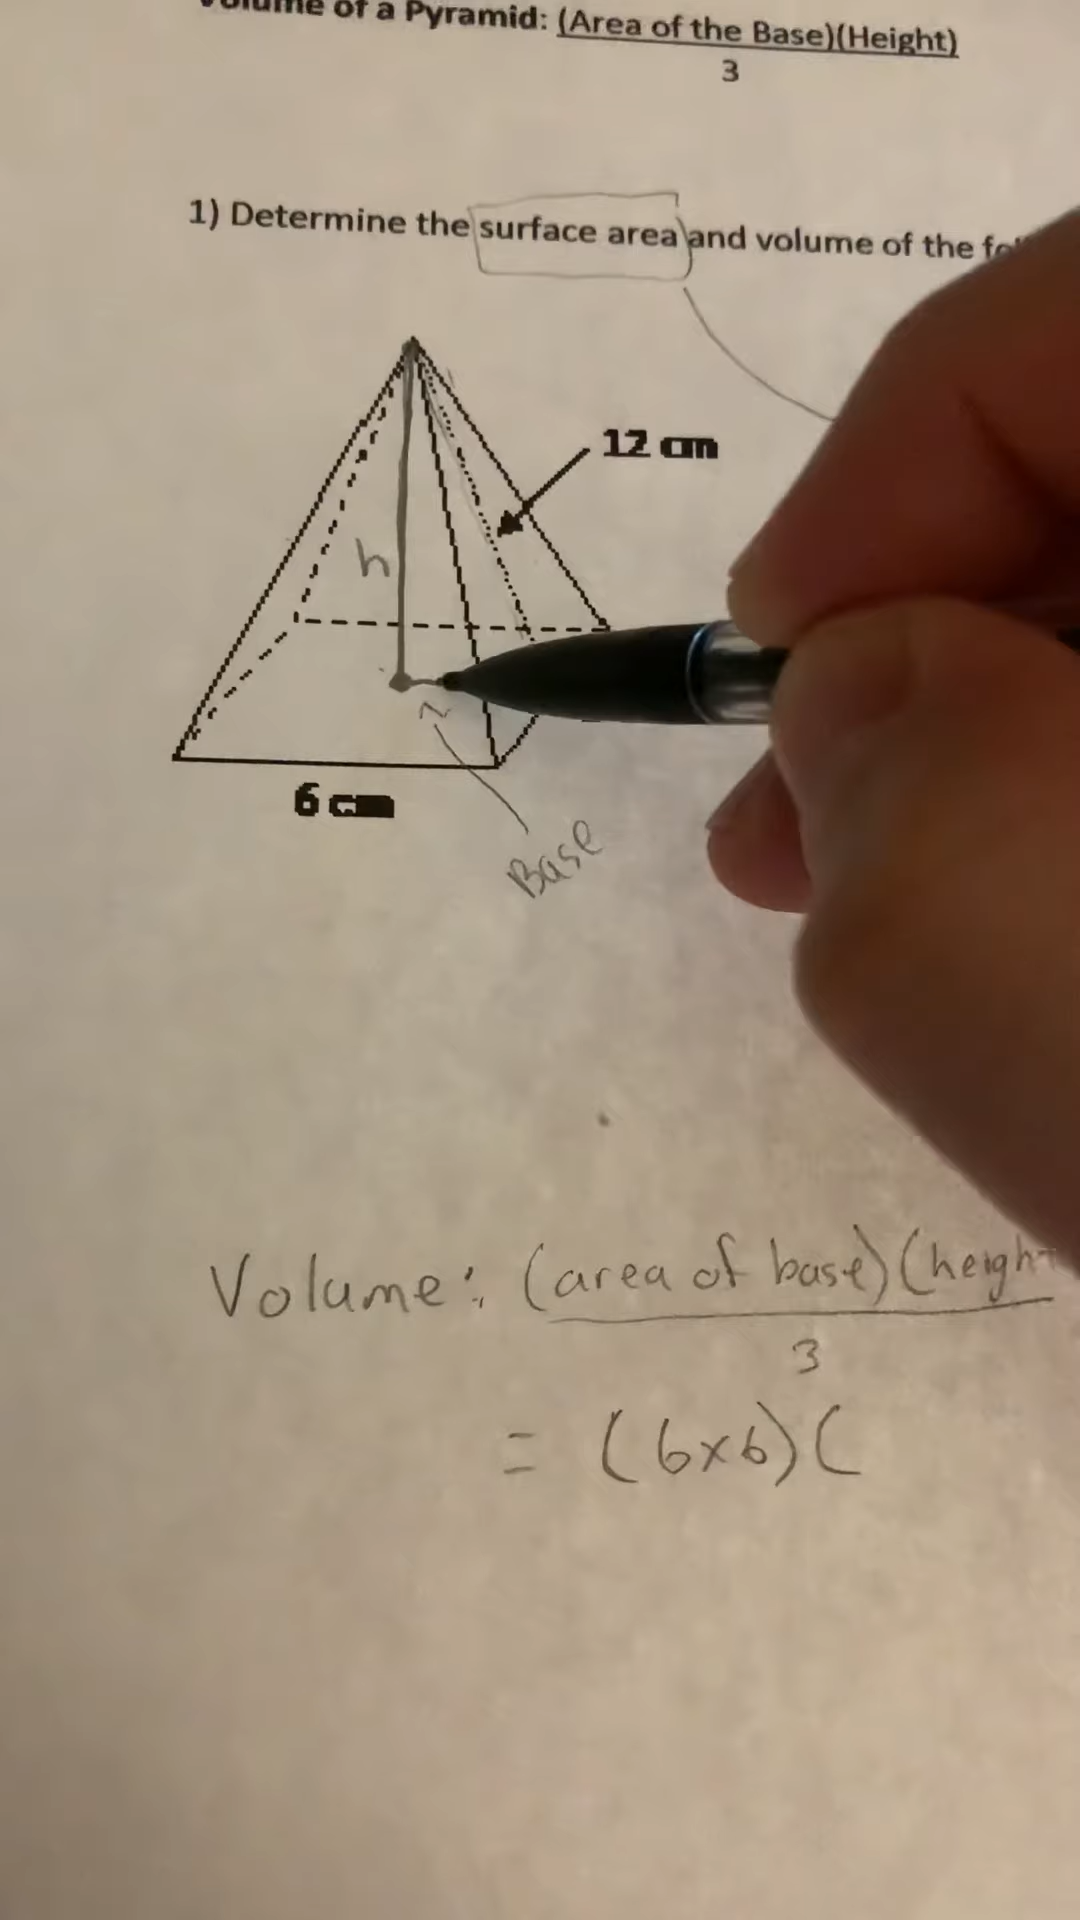 Volume of a Pyramid: (Area of the Base)(Height)
3
1) Determine the surface area and volume of the
12 cm
h
6 cm
Base
Volume: (area of base)(height
3
= (6x6)(